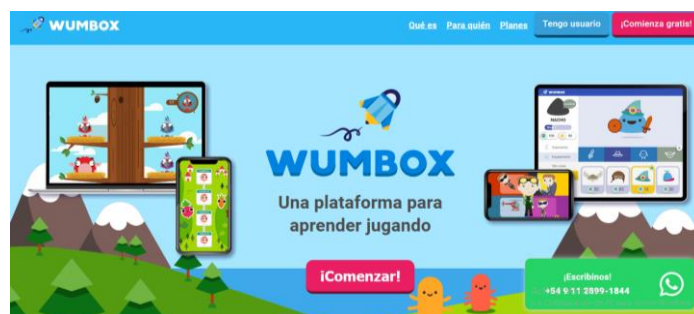 WUMBOX
Qué es Para quién Planes Tengo usuario ¡Comienza gratis!
WUMBOX
Una plataforma para
aprender jugando
¡Comenzar!
¡Escribinos!
+54 9 11 2899-1844